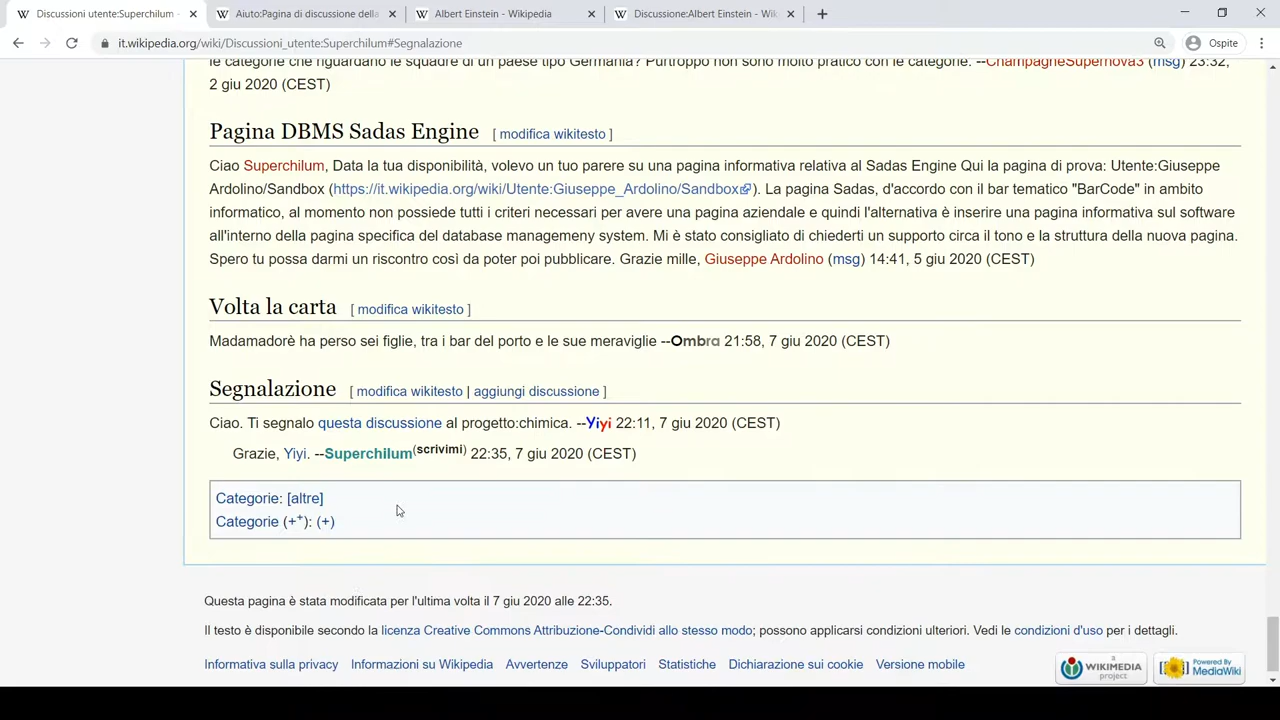 Discussioni utente:Superchilum -
Aiuto:Pagina di discussione della
Albert Einstein - Wikipedia
Discussione:Albert Einstein - Wik
it.wikipedia.org/wiki/Discussioni_utente:Superchilum#Segnalazione
Ospite
le categorie che riguardano le squadre di un paese tipo Germania? Purtroppo non sono molto pratico con le categorie. --ChampagneSupernova3 (msg) 23:32,
2 giu 2020 (CEST)
Pagina DBMS Sadas Engine [ modifica wikitesto ]
Ciao Superchilum, Data la tua disponibilità, volevo un tuo parere su una pagina informativa relativa al Sadas Engine Qui la pagina di prova: Utente:Giuseppe
Ardolino/Sandbox (https://it.wikipedia.org/wiki/Utente:Giuseppe_Ardolino/Sandbox). La pagina Sadas, d'accordo con il bar tematico "BarCode" in ambito
informatico, al momento non possiede tutti i criteri necessari per avere una pagina aziendale e quindi l'alternativa è inserire una pagina informativa sul software
all'interno della pagina specifica del database managemeny system. Mi è stato consigliato di chiederti un supporto circa il tono e la struttura della nuova pagina.
Spero tu possa darmi un riscontro così da poter poi pubblicare. Grazie mille, Giuseppe Ardolino (msg) 14:41, 5 giu 2020 (CEST)
Volta la carta [ modifica wikitesto ]
Madamadorè ha perso sei figlie, tra i bar del porto e le sue meraviglie --Ombra 21:58, 7 giu 2020 (CEST)
Segnalazione [ modifica wikitesto | aggiungi discussione ]
Ciao. Ti segnalo questa discussione al progetto:chimica. --Yiyi 22:11, 7 giu 2020 (CEST)
Grazie, Yiyi. --Superchilum(scrivimi) 22:35, 7 giu 2020 (CEST)
Categorie: [altre]
Categorie (++): (+)
Questa pagina è stata modificata per l'ultima volta il 7 giu 2020 alle 22:35.
Il testo è disponibile secondo la licenza Creative Commons Attribuzione-Condividi allo stesso modo; possono applicarsi condizioni ulteriori. Vedi le condizioni d'uso per i dettagli.
Informativa sulla privacy Informazioni su Wikipedia Avvertenze Sviluppatori Statistiche Dichiarazione sui cookie Versione mobile
a WIKIMEDIA project
Powered By MediaWiki